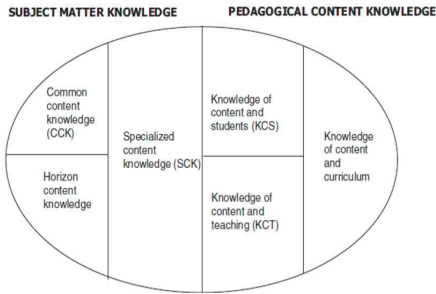 SUBJECT MATTER KNOWLEDGE
PEDAGOGICAL CONTENT KNOWLEDGE
Common
content
knowledge
(CCK)
Horizon
content
knowledge
Specialized
content
knowledge (SCK)
Knowledge of
content and
students (KCS)
Knowledge of
content and
teaching (KCT)
Knowledge
of content
and
curriculum